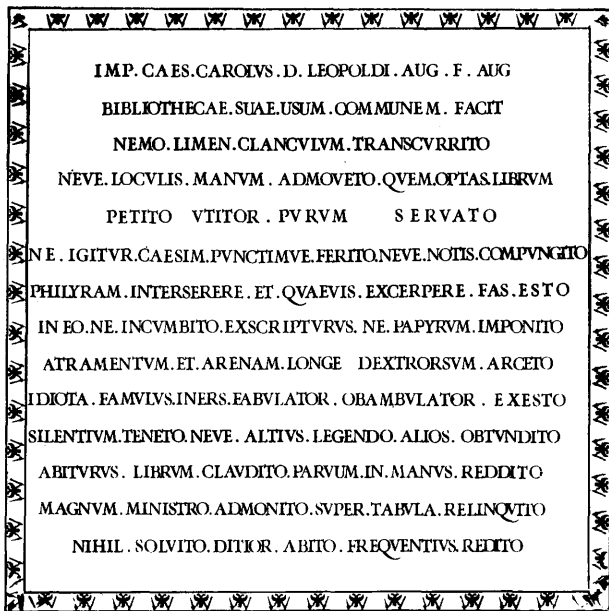 IMP. CAES. CAROLVS. D. LEOPOLDI. AUG. F. AUG
BIBLIOTHECAE. SUAE. USUM. COMMUNEM. FACIT
NEMO. LIMEN. CLANCVLVM. TRANSCVRRITO
NEVE. LOCVLIS. MANVM. ADMOVETO. QVEM. OPTAS. LIBRVM
PETITO VTITOR. PVRVM SERVATO
NE. IGITVR. CAESIM. PVNCTIMVE. FERITO. NEVE. NOTIS. COMPVNGITO
PHILYRAM. INTERSERERE. ET. QVAEVIS. EXCERPERE. FAS. ESTO
IN EO. NE. INCVMBITO. EXSCRIPTVRVS. NE. PAPYRVM. IMPONITO
ATRAMENTVM. ET. ARENAM. LONGE DEXTRORSVM. ARCETO
IDIOTA. FAMVLVS. INERS. FABVLATOR. OBAMBVLATOR. EXESTO
SILENTIVM. TENETO. NEVE. ALTIVS. LEGENDO. ALIOS. OBTVNDITO
ABITVRVS. LIBRVM. CLAVDITO. PARVUM. IN. MANVS. REDDITO
MAGNVM. MINISTRO. ADMONITO. SVPER. TABVLA. RELINQVITO
NIHIL. SOLVITO. DITIOR. ABITO. FREQVENTIVS. REDITO